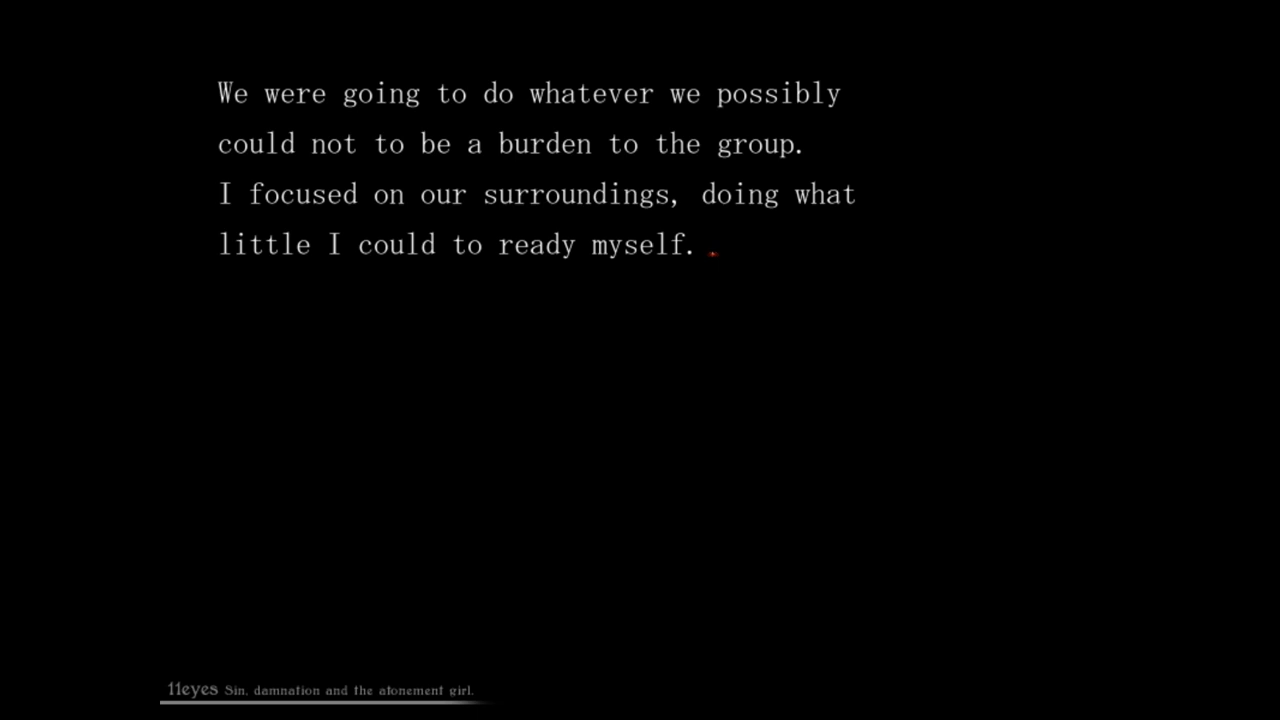 We were going to do whatever we possibly
could not to be a burden to the group.
I focused on our surroundings, doing what
little I could to ready myself.
11eyes Sin, damnation and the atonement girl.